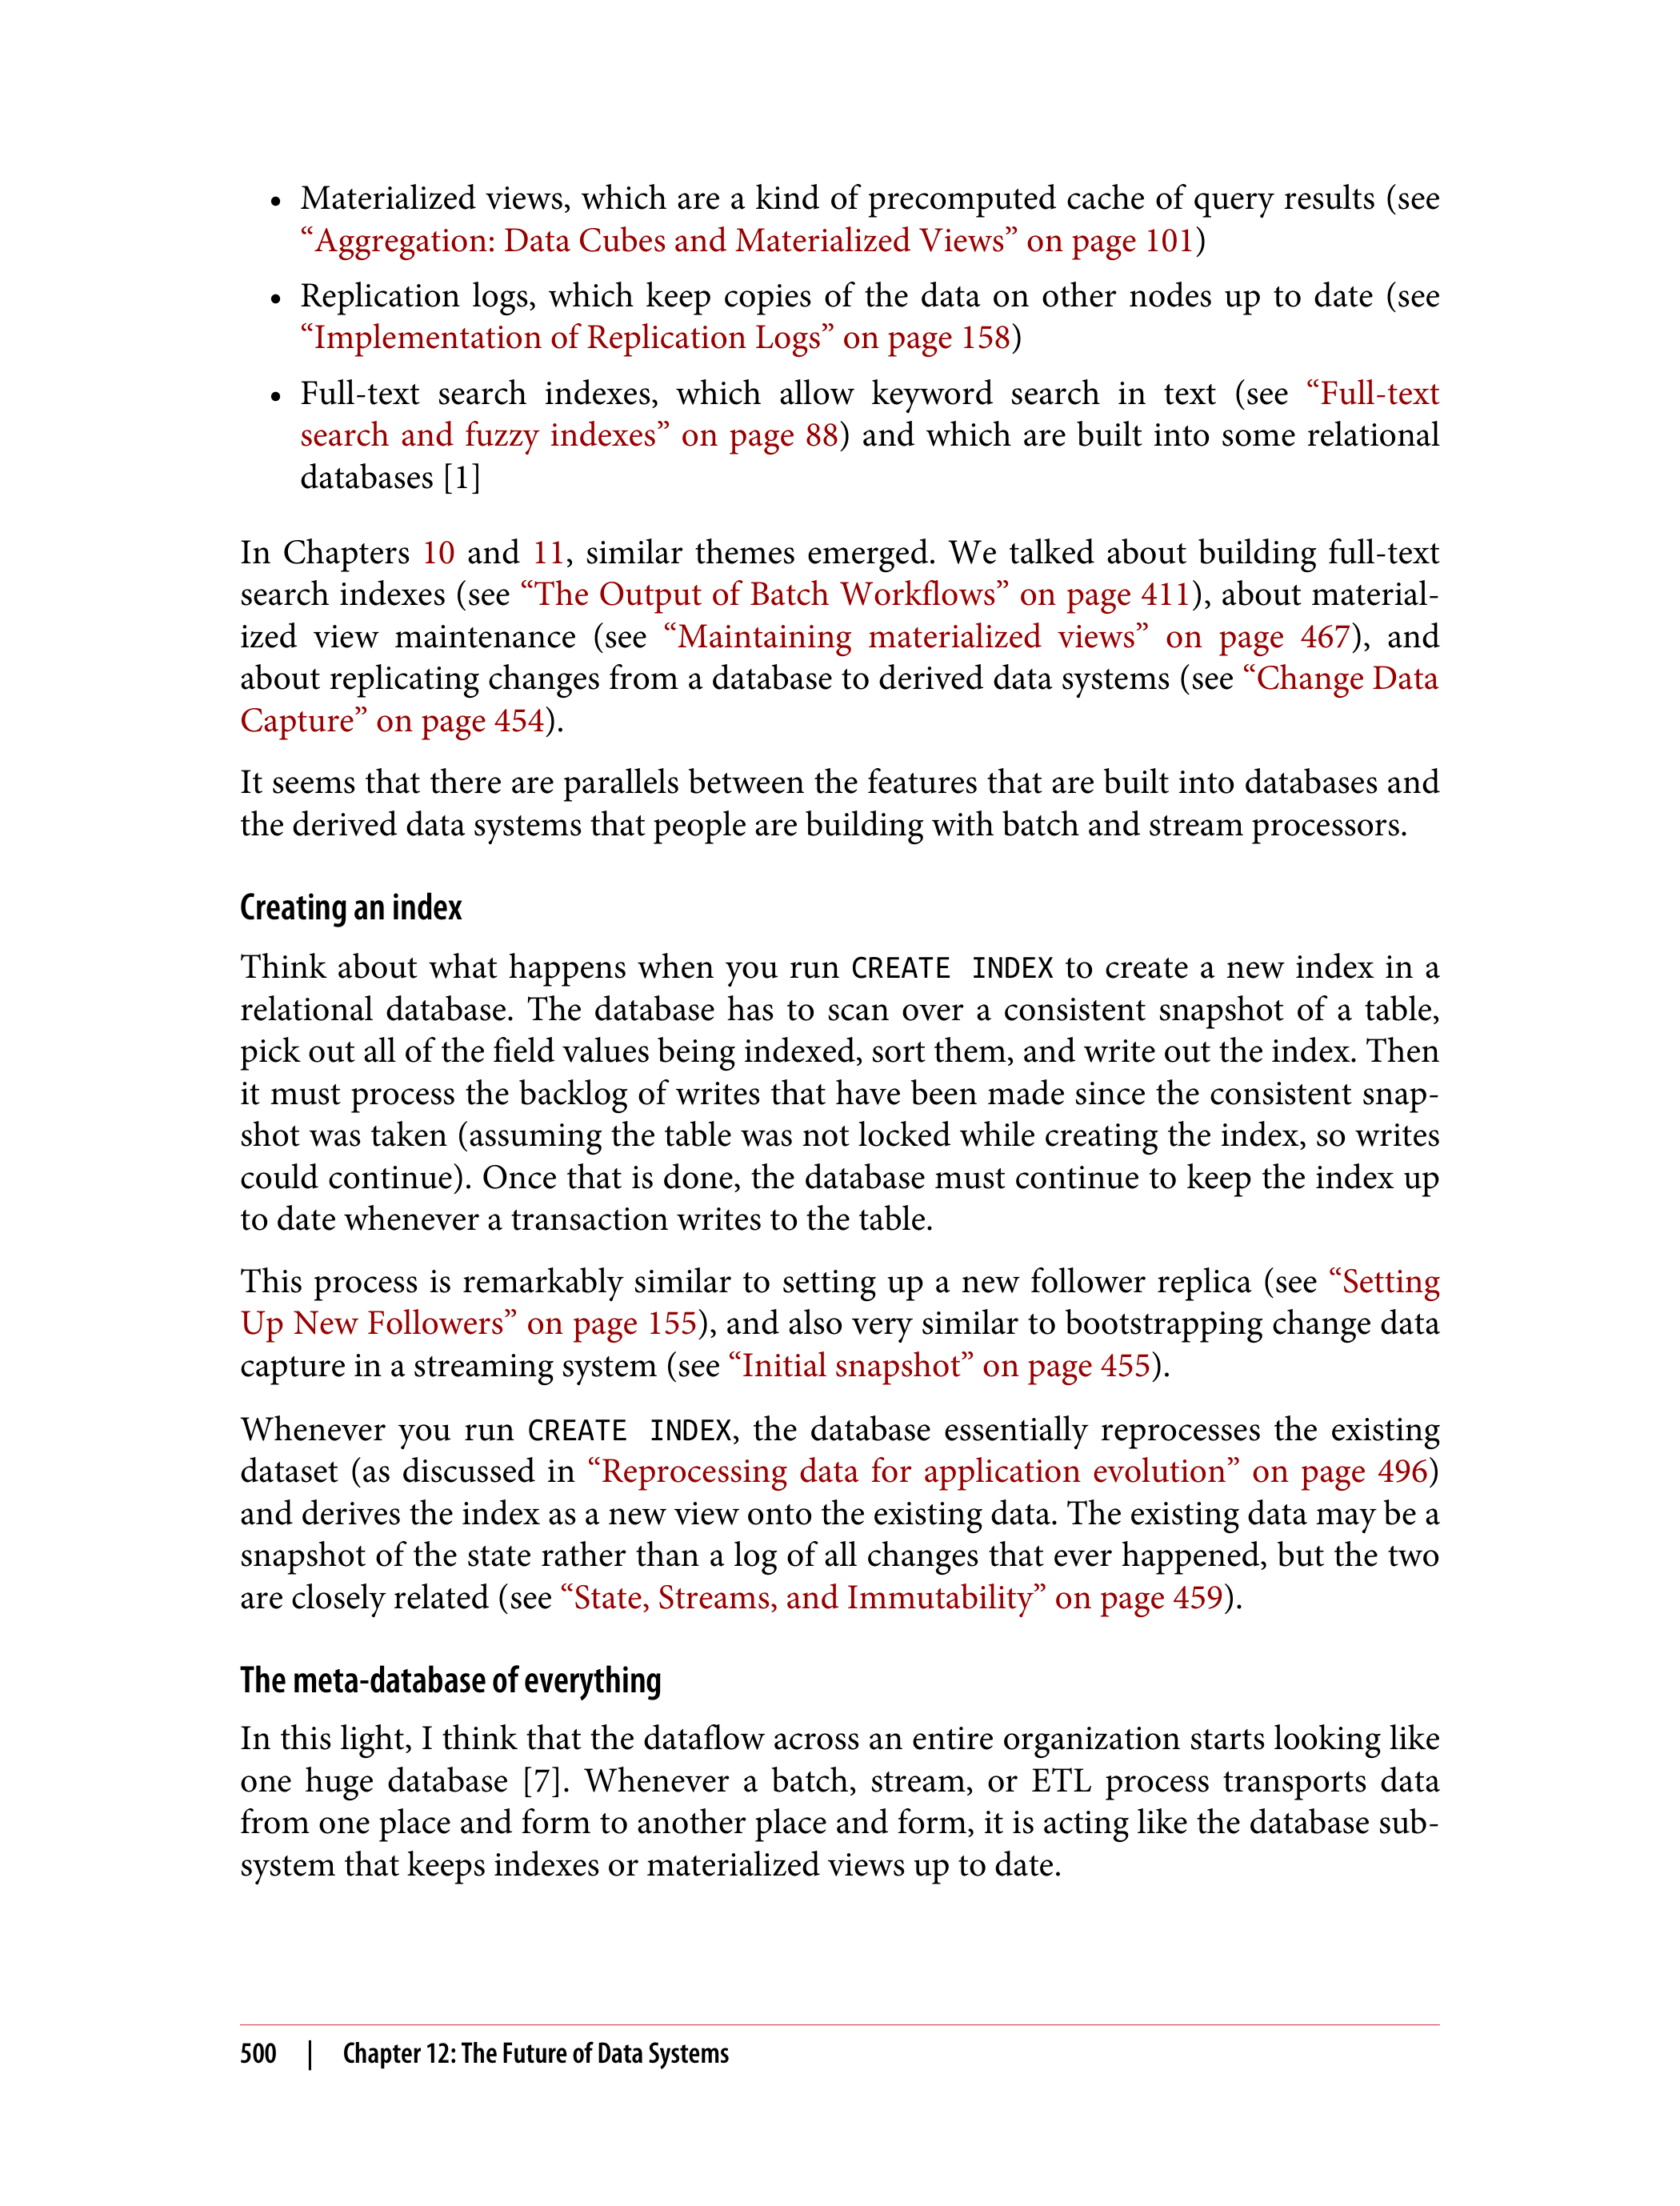 • Materialized views, which are a kind of precomputed cache of query results (see
“Aggregation: Data Cubes and Materialized Views” on page 101)
• Replication logs, which keep copies of the data on other nodes up to date (see
“Implementation of Replication Logs” on page 158)
• Full-text search indexes, which allow keyword search in text (see “Full-text
search and fuzzy indexes” on page 88) and which are built into some relational
databases [1]
In Chapters 10 and 11, similar themes emerged. We talked about building full-text
search indexes (see “The Output of Batch Workflows” on page 411), about material-
ized view maintenance (see “Maintaining materialized views” on page 467), and
about replicating changes from a database to derived data systems (see “Change Data
Capture” on page 454).
It seems that there are parallels between the features that are built into databases and
the derived data systems that people are building with batch and stream processors.
Creating an index
Think about what happens when you run CREATE INDEX to create a new index in a
relational database. The database has to scan over a consistent snapshot of a table,
pick out all of the field values being indexed, sort them, and write out the index. Then
it must process the backlog of writes that have been made since the consistent snap-
shot was taken (assuming the table was not locked while creating the index, so writes
could continue). Once that is done, the database must continue to keep the index up
to date whenever a transaction writes to the table.
This process is remarkably similar to setting up a new follower replica (see “Setting
Up New Followers” on page 155), and also very similar to bootstrapping change data
capture in a streaming system (see “Initial snapshot” on page 455).
Whenever you run CREATE INDEX, the database essentially reprocesses the existing
dataset (as discussed in “Reprocessing data for application evolution” on page 496)
and derives the index as a new view onto the existing data. The existing data may be a
snapshot of the state rather than a log of all changes that ever happened, but the two
are closely related (see “State, Streams, and Immutability” on page 459).
The meta-database of everything
In this light, I think that the dataflow across an entire organization starts looking like
one huge database [7]. Whenever a batch, stream, or ETL process transports data
from one place and form to another place and form, it is acting like the database sub-
system that keeps indexes or materialized views up to date.
500 | Chapter 12: The Future of Data Systems